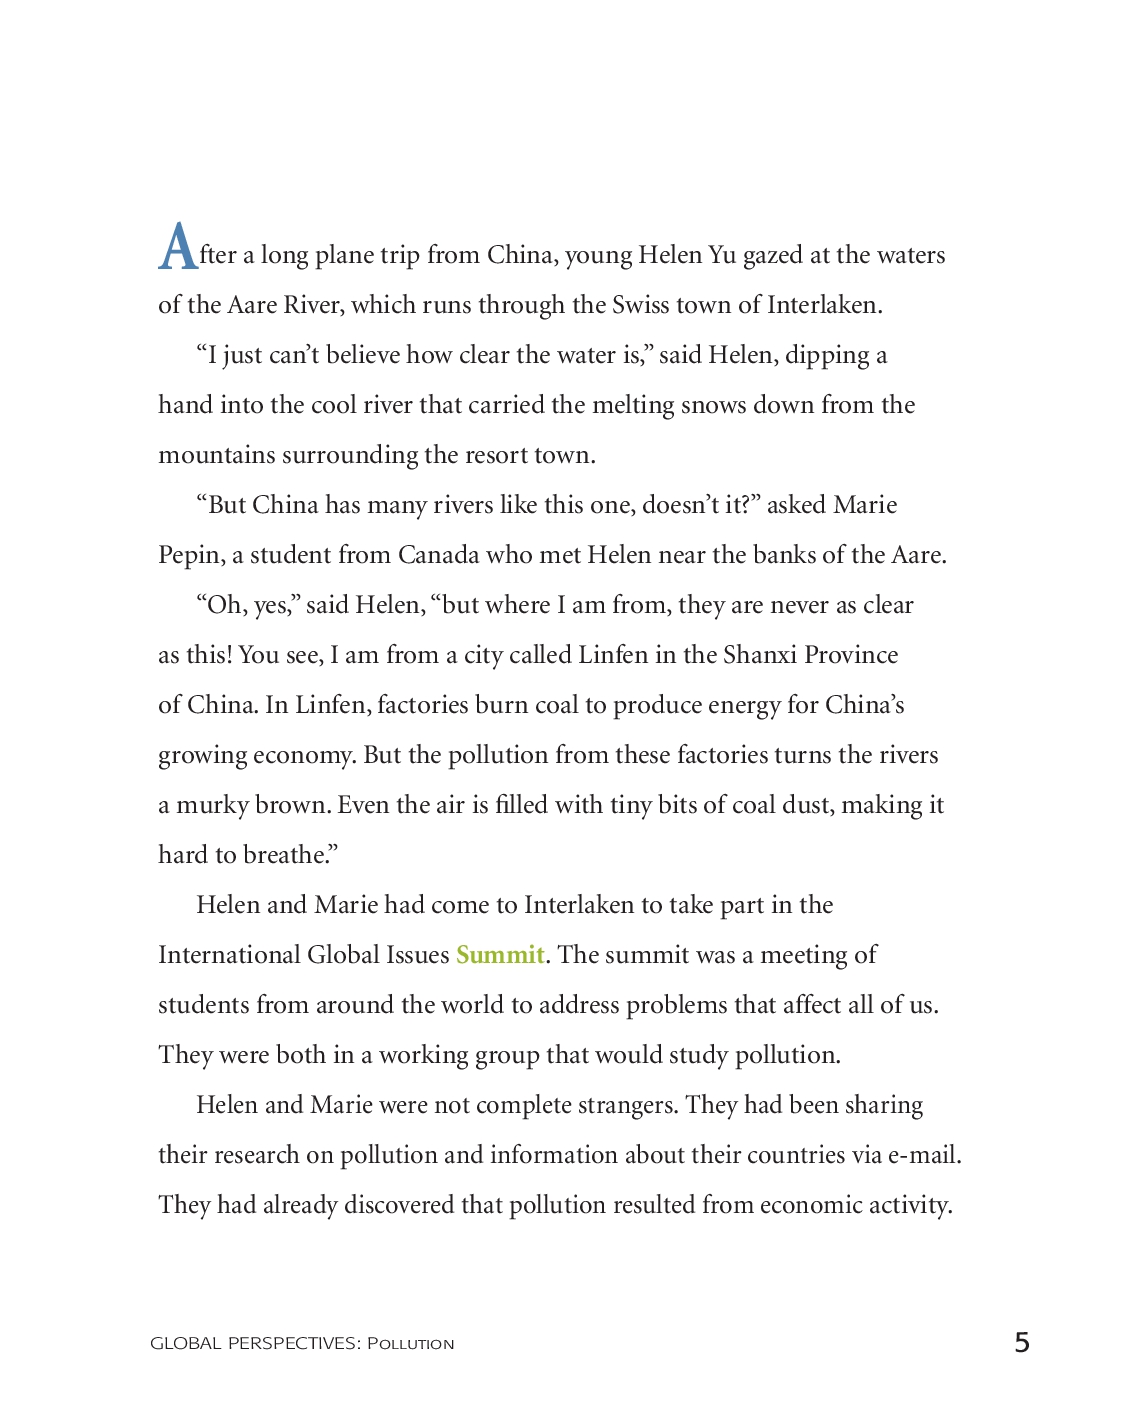 After a long plane trip from China, young Helen Yu gazed at the waters
of the Aare River, which runs through the Swiss town of Interlaken.
“I just can’t believe how clear the water is,” said Helen, dipping a
hand into the cool river that carried the melting snows down from the
mountains surrounding the resort town.
“But China has many rivers like this one, doesn’t it?” asked Marie
Pepin, a student from Canada who met Helen near the banks of the Aare.
“Oh, yes,” said Helen, “but where I am from, they are never as clear
as this! You see, I am from a city called Linfen in the Shanxi Province
of China. In Linfen, factories burn coal to produce energy for China’s
growing economy. But the pollution from these factories turns the rivers
a murky brown. Even the air is filled with tiny bits of coal dust, making it
hard to breathe.”
Helen and Marie had come to Interlaken to take part in the
International Global Issues Summit. The summit was a meeting of
students from around the world to address problems that affect all of us.
They were both in a working group that would study pollution.
Helen and Marie were not complete strangers. They had been sharing
their research on pollution and information about their countries via e-mail.
They had already discovered that pollution resulted from economic activity.
GLOBAL PERSPECTIVES: Pollution 5